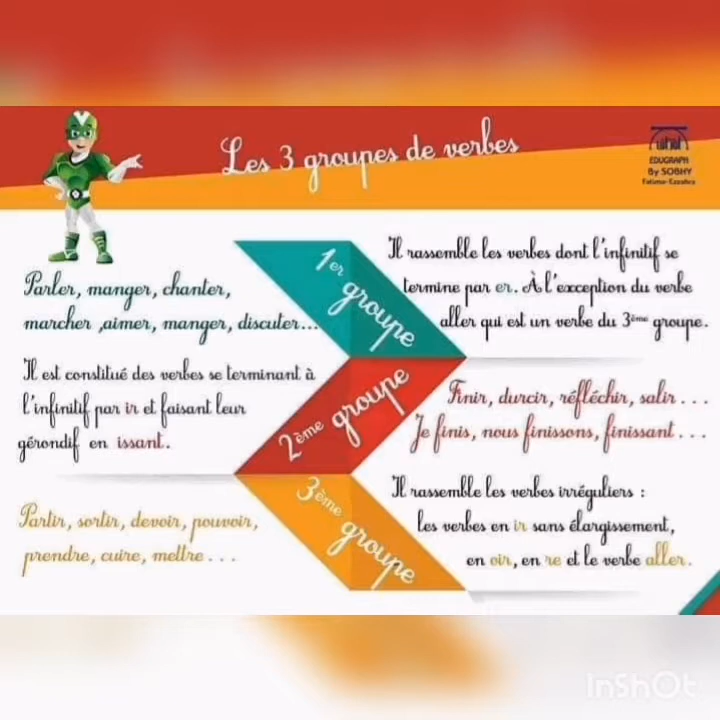 Les 3 groupes de verbes
EDUGRAPH
By SOBHY
Fatima-Ezzahra
1er groupe
Parler, manger, chanter,
marcher ,aimer, manger, discuter...
Il rassemble les verbes dont l'infinitif se
termine par er. À l'exception du verbe
aller qui est un verbe du 3ème groupe.
2ème groupe
Il est constitué des verbes se terminant à
l'infinitif par ir et faisant leur
gérondif en issant.
Finir, durcir, réfléchir, salir . . .
Je finis, nous finissons, finissant . . .
3ème groupe
Partir, sortir, devoir, pouvoir,
prendre, cuire, mettre . . .
Il rassemble les verbes irréguliers :
les verbes en ir sans élargissement,
en oir, en re et le verbe aller.
InShOt